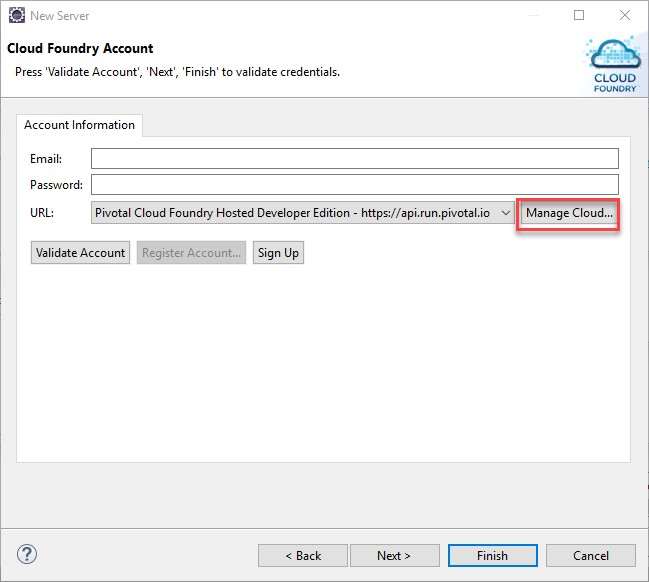 New Server
Cloud Foundry Account
Press 'Validate Account', 'Next', 'Finish' to validate credentials.
CLOUD
FOUNDRY
Account Information
Email:
Password:
URL: Pivotal Cloud Foundry Hosted Developer Edition - https://api.run.pivotal.io Manage Cloud...
Validate Account Register Account... Sign Up
? < Back Next > Finish Cancel